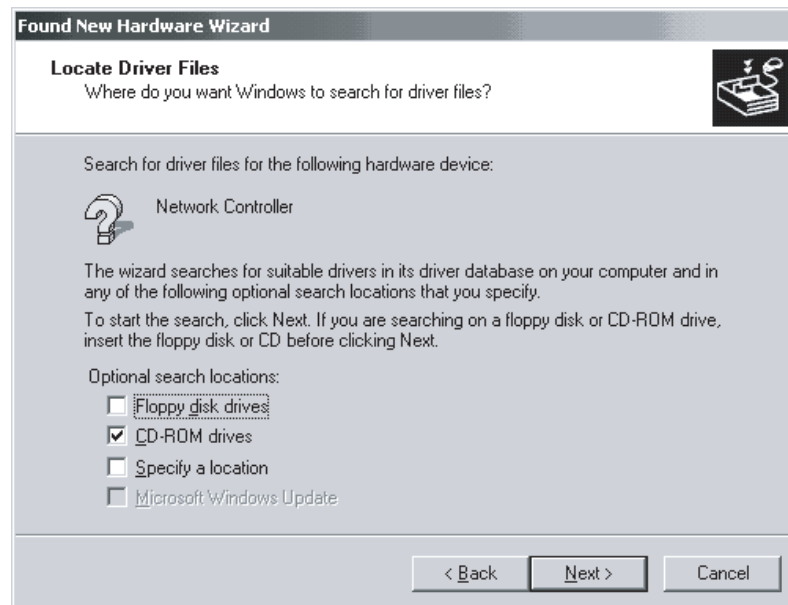 Found New Hardware Wizard
Locate Driver Files
Where do you want Windows to search for driver files?
Search for driver files for the following hardware device:
Network Controller
The wizard searches for suitable drivers in its driver database on your computer and in
any of the following optional search locations that you specify.
To start the search, click Next. If you are searching on a floppy disk or CD-ROM drive,
insert the floppy disk or CD before clicking Next.
Optional search locations:
Floppy disk drives
CD-ROM drives
Specify a location
Microsoft Windows Update
< Back Next > Cancel